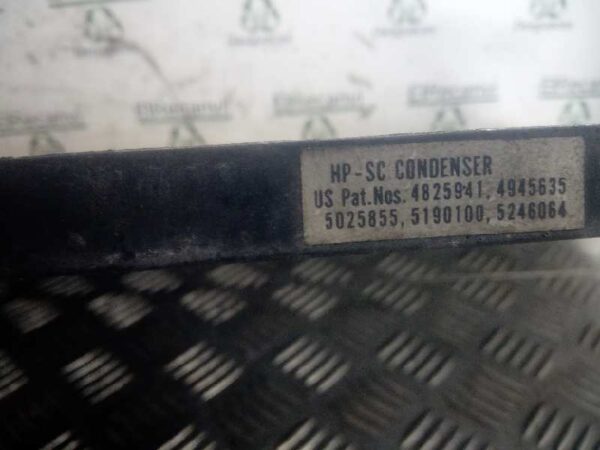 HP-SC CONDENSER
US Pat.Nos. 4825941, 4945635
5025855, 5190100, 5246064